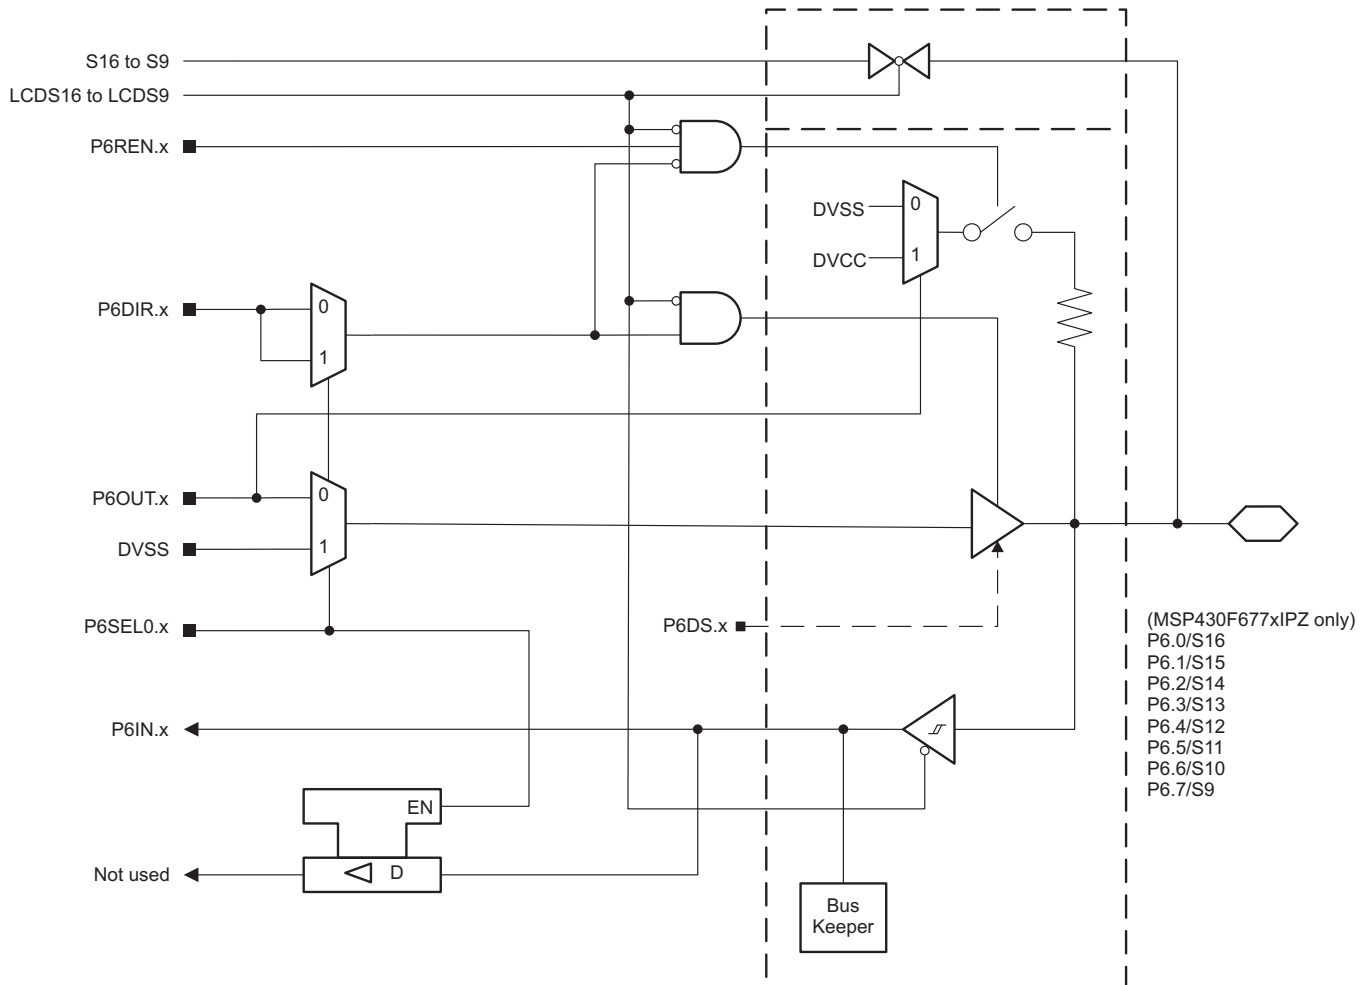 S16 to S9
LCDS16 to LCDS9
P6REN.x
DVSS
0
DVCC
1
P6DIR.x
0
1
P6OUT.x
0
DVSS
1
P6SEL0.x
P6DS.x
(MSP430F677xIPZ only)
P6.0/S16
P6.1/S15
P6.2/S14
P6.3/S13
P6.4/S12
P6.5/S11
P6.6/S10
P6.7/S9
P6IN.x
EN
Not used
D
Bus
Keeper